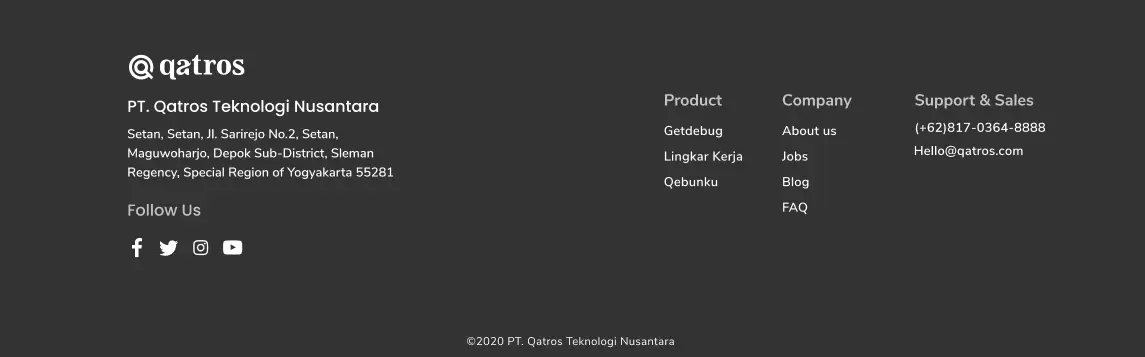 qatros
PT. Qatros Teknologi Nusantara
Setan, Setan, Jl. Sarirejo No.2, Setan,
Maguwoharjo, Depok Sub-District, Sleman
Regency, Special Region of Yogyakarta 55281
Follow Us
Product
Getdebug
Lingkar Kerja
Qebunku
Company
About us
Jobs
Blog
FAQ
Support & Sales
(+62)817-0364-8888
Hello@qatros.com
©2020 PT. Qatros Teknologi Nusantara